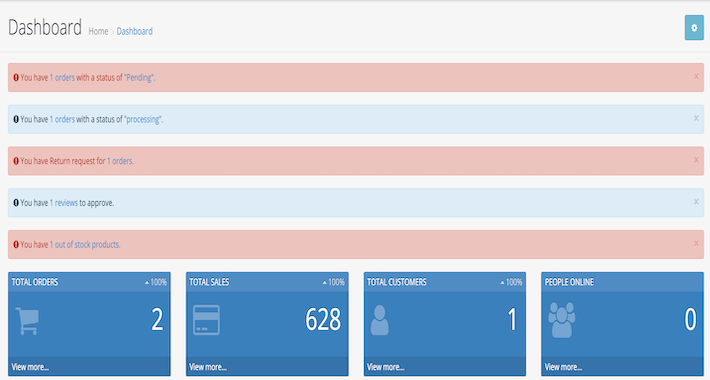 Dashboard Home › Dashboard
You have 1 orders with a status of "Pending". x
You have 1 orders with a status of "processing". x
You have Return request for 1 orders. x
You have 1 reviews to approve. x
You have 1 out of stock products. x
TOTAL ORDERS 100%
2
View more...
TOTAL SALES 100%
628
View more...
TOTAL CUSTOMERS 100%
1
View more...
PEOPLE ONLINE
0
View more...